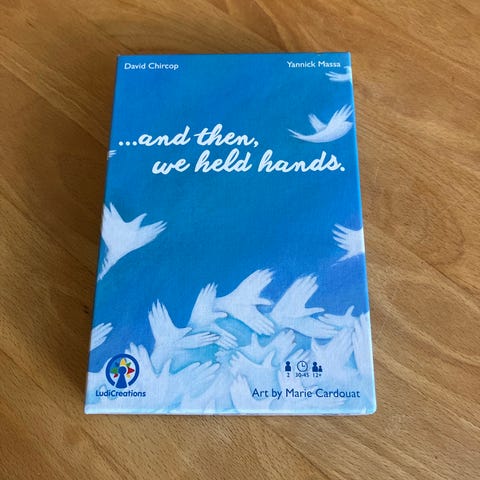 David Chircop
Yannick Massa
...and then,
we held hands.
2 30-45 12+
LudiCreations
Art by Marie Cardouat